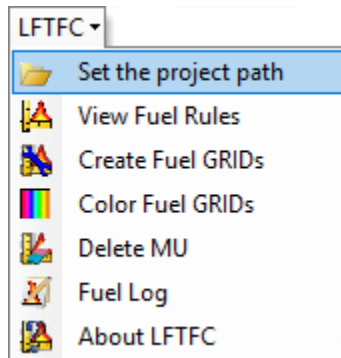 LFTFC
Set the project path
View Fuel Rules
Create Fuel GRIDs
Color Fuel GRIDs
Delete MU
Fuel Log
About LFTFC